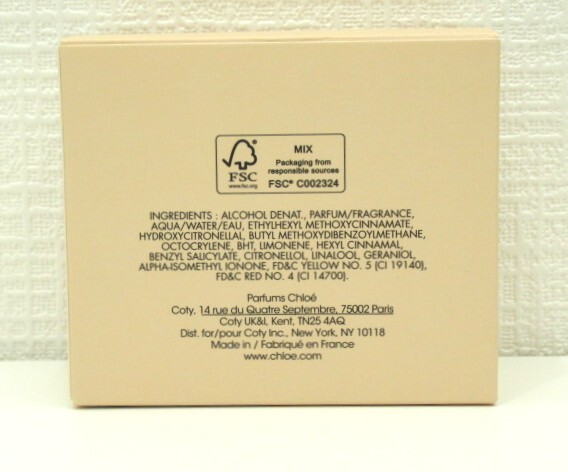 FSC
www.fsc.org
MIX
Packaging from
responsible sources
FSC® C002324
INGREDIENTS : ALCOHOL DENAT., PARFUM/FRAGRANCE,
AQUA/WATER/EAU, ETHYLHEXYL METHOXYCINNAMATE,
HYDROXYCITRONELLAL, BUTYL METHOXYDIBENZOYLMETHANE,
OCTOCRYLENE, BHT, LIMONENE, HEXYL CINNAMAL,
BENZYL SALICYLATE, CITRONELLOL, LINALOOL, GERANIOL,
ALPHA-ISOMETHYL IONONE, FD&C YELLOW NO. 5 (CI 19140),
FD&C RED NO. 4 (CI 14700).
Parfums Chloé
Coty, 14 rue du Quatre Septembre, 75002 Paris
Coty UK&I, Kent, TN25 4AQ
Dist. for/pour Coty Inc., New York, NY 10118
Made in / Fabriqué en France
www.chloe.com